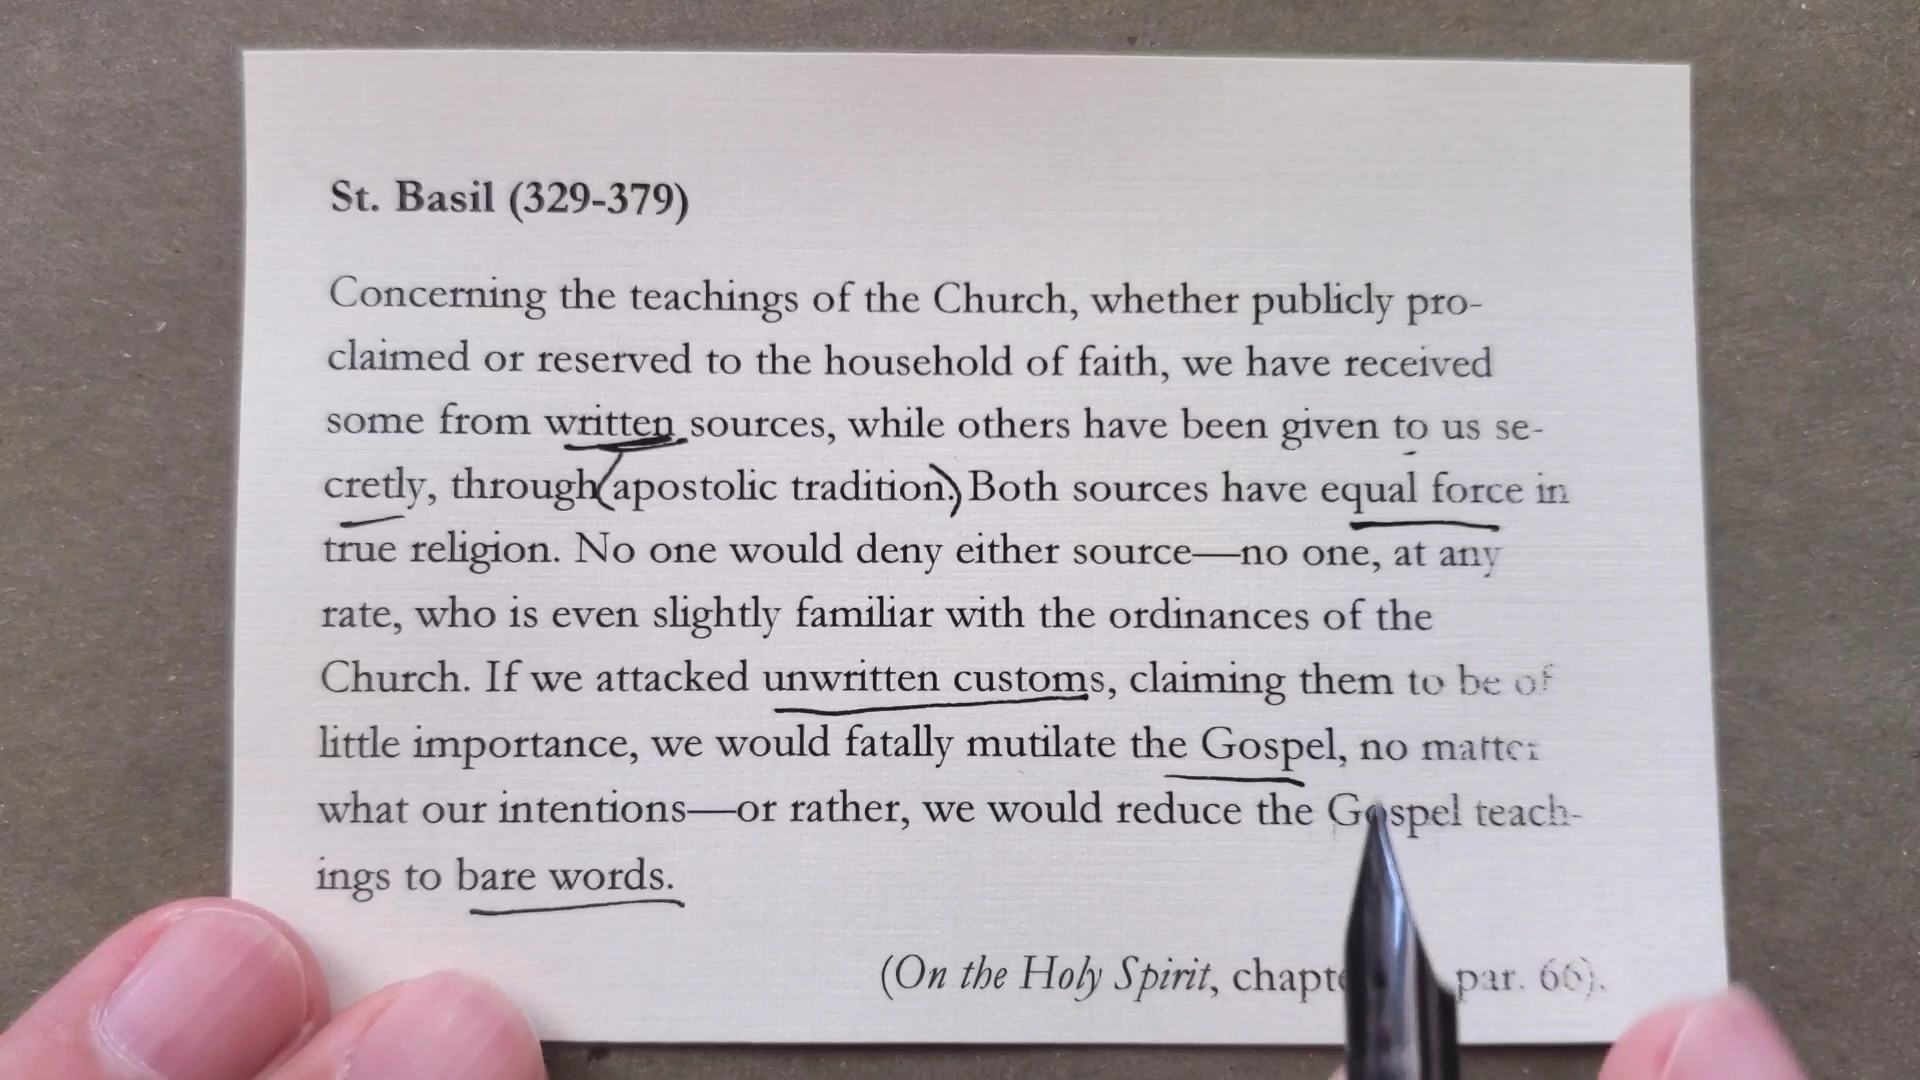 St. Basil (329-379)
Concerning the teachings of the Church, whether publicly pro-
claimed or reserved to the household of faith, we have received
some from written sources, while others have been given to us se-
cretly, through apostolic tradition. Both sources have equal force in
true religion. No one would deny either source—no one, at any
rate, who is even slightly familiar with the ordinances of the
Church. If we attacked unwritten customs, claiming them to be of
little importance, we would fatally mutilate the Gospel, no matter
what our intentions—or rather, we would reduce the Gospel teach-
ings to bare words.
(On the Holy Spirit, par. 66).